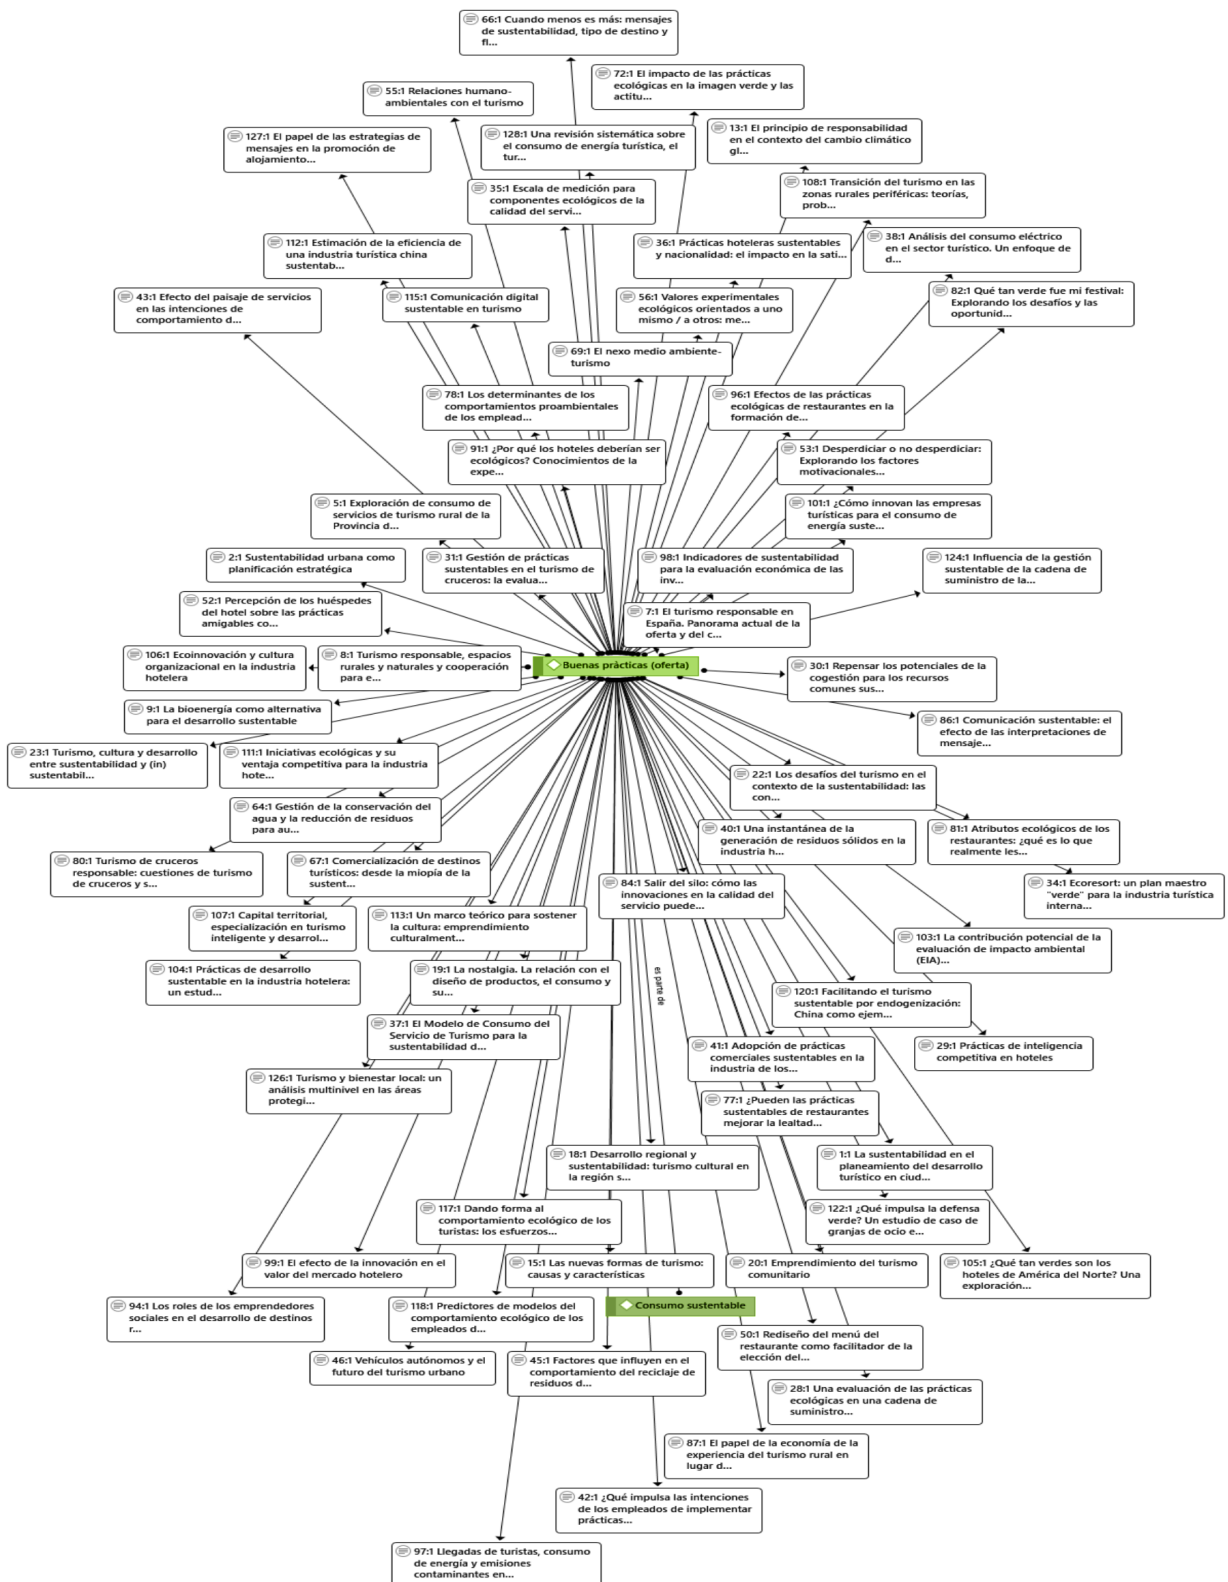 66:1 Cuando menos es más: mensajes
de sustentabilidad, tipo de destino y
fl...
72:1 El impacto de las prácticas
ecológicas en la imagen verde y las
actitu...
55:1 Relaciones humano-
ambientales con el turismo
127:1 El papel de las estrategias de
mensajes en la promoción de
alojamiento...
128:1 Una revisión sistemática sobre
el consumo de energía turística, el
tur...
13:1 El principio de responsabilidad
en el contexto del cambio climático
gl...
35:1 Escala de medición para
componentes ecológicos de la
calidad del servi...
108:1 Transición del turismo en las
zonas rurales periféricas: teorías,
prob...
112:1 Estimación de la eficiencia de
una industria turística china
sustentab...
36:1 Prácticas hoteleras sustentables
y nacionalidad: el impacto en la sati...
38:1 Análisis del consumo eléctrico
en el sector turístico. Un enfoque de
d...
43:1 Efecto del paisaje de servicios
en las intenciones de
comportamiento d...
115:1 Comunicación digital
sustentable en turismo
56:1 Valores experimentales
ecológicos orientados a uno
mismo / a otros: me...
82:1 Qué tan verde fue mi festival:
Explorando los desafíos y las
oportunid...
69:1 El nexo medio ambiente-
turismo
78:1 Los determinantes de los
comportamientos proambientales
de los emplead...
96:1 Efectos de las prácticas
ecológicas de restaurantes en la
formación de...
91:1 ¿Por qué los hoteles deberían ser
ecológicos? Conocimientos de la
expe...
53:1 Desperdiciar o no desperdiciar:
Explorando los factores
motivacionales...
5:1 Exploración de consumo de
servicios de turismo rural de la
Provincia d...
101:1 ¿Cómo innovan las empresas
turísticas para el consumo de
energía suste...
2:1 Sustentabilidad urbana como
planificación estratégica
31:1 Gestión de prácticas
sustentables en el turismo de
cruceros: la evalua...
98:1 Indicadores de sustentabilidad
para la evaluación económica de las
inv...
124:1 Influencia de la gestión
sustentable de la cadena de
suministro de la...
52:1 Percepción de los huéspedes
del hotel sobre las prácticas
amigables co...
7:1 El turismo responsable en
España. Panorama actual de la
oferta y del c...
106:1 Ecoinnovación y cultura
organizacional en la industria
hotelera
8:1 Turismo responsable, espacios
rurales y naturales y cooperación
para e...
Buenas prácticas (oferta)
30:1 Repensar los potenciales de la
cogestión para los recursos
comunes sus...
9:1 La bioenergía como alternativa
para el desarrollo sustentable
86:1 Comunicación sustentable: el
efecto de las interpretaciones de
mensaje...
23:1 Turismo, cultura y desarrollo
entre sustentabilidad y (in)
sustentabil...
111:1 Iniciativas ecológicas y su
ventaja competitiva para la industria
hote...
22:1 Los desafíos del turismo en el
contexto de la sustentabilidad: las
con...
64:1 Gestión de la conservación del
agua y la reducción de residuos
para au...
40:1 Una instantánea de la
generación de residuos sólidos en la
industria h...
81:1 Atributos ecológicos de los
restaurantes: ¿qué es lo que
realmente les...
80:1 Turismo de cruceros
responsable: cuestiones de turismo
de cruceros y s...
67:1 Comercialización de destinos
turísticos: desde la miopía de la
sustent...
84:1 Salir del silo: cómo las
innovaciones en la calidad del
servicio puede...
34:1 Ecoresort: un plan maestro
"verde" para la industria turística
interna...
107:1 Capital territorial,
especialización en turismo
inteligente y desarrol...
113:1 Un marco teórico para sostener
la cultura: emprendimiento
culturalment...
103:1 La contribución potencial de la
evaluación de impacto ambiental
(EIA)...
104:1 Prácticas de desarrollo
sustentable en la industria hotelera:
un estud...
19:1 La nostalgia. La relación con el
diseño de productos, el consumo y
su...
es parte de
120:1 Facilitando el turismo
sustentable por endogenización:
China como ejem...
37:1 El Modelo de Consumo del
Servicio de Turismo para la
sustentabilidad d...
41:1 Adopción de prácticas
comerciales sustentables en la
industria de los...
29:1 Prácticas de inteligencia
competitiva en hoteles
126:1 Turismo y bienestar local: un
análisis multinivel en las áreas
protegi...
77:1 ¿Pueden las prácticas
sustentables de restaurantes
mejorar la lealtad...
18:1 Desarrollo regional y
sustentabilidad: turismo cultural en
la región s...
1:1 La sustentabilidad en el
planeamiento del desarrollo
turístico en ciud...
117:1 Dando forma al
comportamiento ecológico de los
turistas: los esfuerzos...
122:1 ¿Qué impulsa la defensa
verde? Un estudio de caso de
granjas de ocio e...
99:1 El efecto de la innovación en el
valor del mercado hotelero
15:1 Las nuevas formas de turismo:
causas y características
20:1 Emprendimiento del turismo
comunitario
105:1 ¿Qué tan verdes son los
hoteles de América del Norte? Una
exploración...
94:1 Los roles de los emprendedores
sociales en el desarrollo de destinos
r...
118:1 Predictores de modelos del
comportamiento ecológico de los
empleados d...
Consumo sustentable
50:1 Rediseño del menú del
restaurante como facilitador de la
elección del...
46:1 Vehículos autónomos y el
futuro del turismo urbano
45:1 Factores que influyen en el
comportamiento del reciclaje de
residuos d...
28:1 Una evaluación de las prácticas
ecológicas en una cadena de
suministro...
87:1 El papel de la economía de la
experiencia del turismo rural en
lugar d...
42:1 ¿Qué impulsa las intenciones
de los empleados de implementar
prácticas...
97:1 Llegadas de turistas, consumo
de energía y emisiones
contaminantes en...